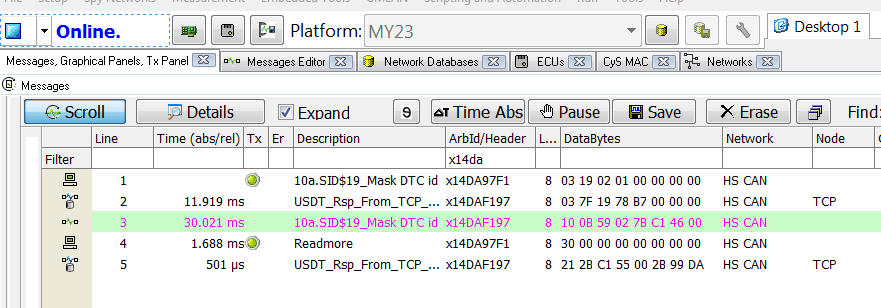 Online.
Platform: MY23
Desktop 1
Messages, Graphical Panels, Tx Panel
Messages Editor
Network Databases
ECUs
CyS MAC
Networks
Messages
Scroll
Details
Expand
Time Abs
Pause
Save
Erase
Find:
Line Time (abs/rel) Tx Er Description ArbId/Header L... DataBytes Network Node
Filter x14da
1 10a.SID$19_Mask DTC id x14DA97F1 8 03 19 02 01 00 00 00 00 HS CAN
2 11.919 ms USDT_Rsp_From_TCP_... x14DAF197 8 03 7F 19 78 B7 00 00 00 HS CAN TCP
3 30.021 ms 10a.SID$19_Mask DTC id x14DAF197 8 10 0B 59 02 7B C1 46 00 HS CAN
4 1.688 ms Readmore x14DA97F1 8 30 00 00 00 00 00 00 00 HS CAN
5 501 µs USDT_Rsp_From_TCP_... x14DAF197 8 21 2B C1 55 00 2B 99 DA HS CAN TCP